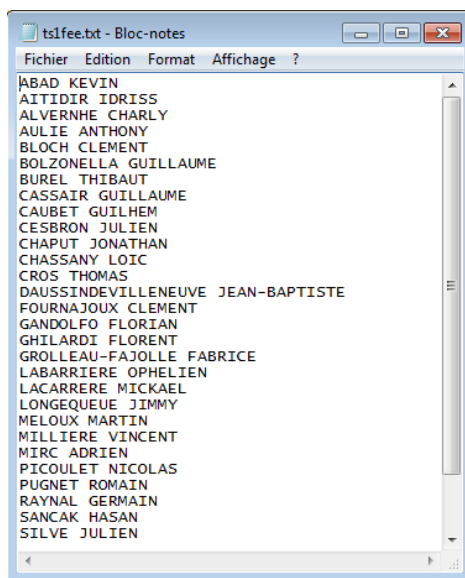 ts1fee.txt - Bloc-notes
Fichier Edition Format Affichage ?
ABAD KEVIN
AITIDIR IDRISS
ALVERNHE CHARLY
AULIE ANTHONY
BLOCH CLEMENT
BOLZONELLA GUILLAUME
BUREL THIBAUT
CASSAIR GUILLAUME
CAUBET GUILHEM
CESBRON JULIEN
CHAPUT JONATHAN
CHASSANY LOIC
CROS THOMAS
DAUSSINDEVILLENEUVE JEAN-BAPTISTE
FOURNAJOUX CLEMENT
GANDOLFO FLORIAN
GHILARDI FLORENT
GROLLEAU-FAJOLLE FABRICE
LABARRIERE OPHELIEN
LACARRERE MICKAEL
LONGEQUEUE JIMMY
MELOUX MARTIN
MILLIERE VINCENT
MIRC ADRIEN
PICOULET NICOLAS
PUGNET ROMAIN
RAYNAL GERMAIN
SANCAK HASAN
SILVE JULIEN